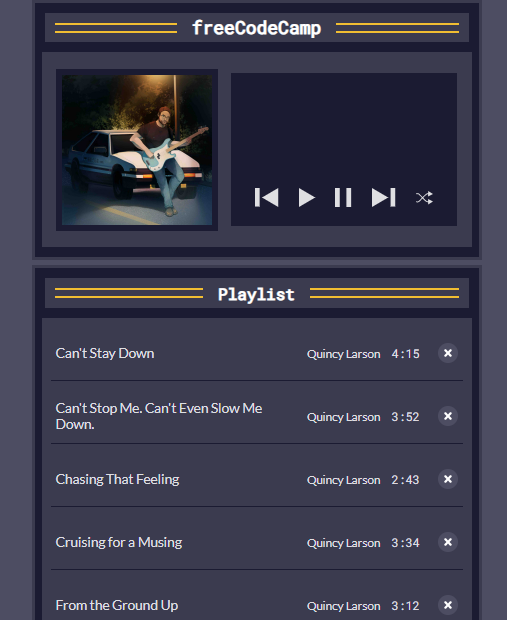 freeCodeCamp
Playlist
Can't Stay Down Quincy Larson 4:15
Can't Stop Me. Can't Even Slow Me
Down. Quincy Larson 3:52
Chasing That Feeling Quincy Larson 2:43
Cruising for a Musing Quincy Larson 3:34
From the Ground Up Quincy Larson 3:12